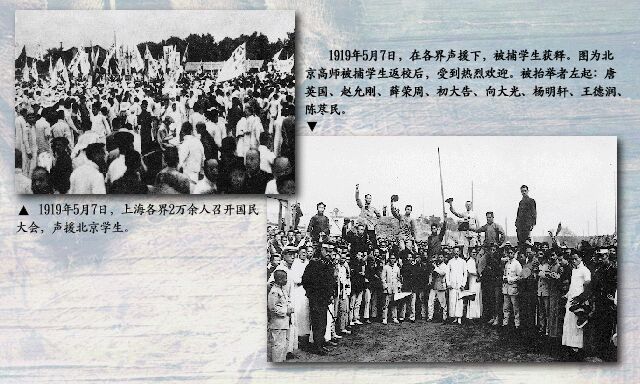 1919年5月7日，在各界声援下，被捕学生获释。图为北
京高师被捕学生返校后，受到热烈欢迎。被抬举者左起：唐
英国、赵允刚、薛荣周、初大告、向大光、杨明轩、王德润、
陈荩民。
▼
▲ 1919年5月7日，上海各界2万余人召开国民
大会，声援北京学生。